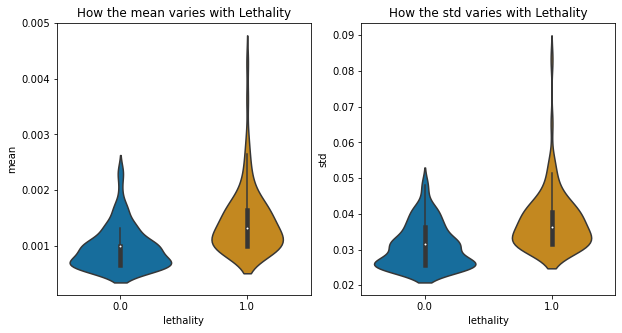 How the mean varies with Lethality
mean
0.005
0.004
0.003
0.002
0.001
0.0
1.0
lethality
How the std varies with Lethality
std
0.09
0.08
0.07
0.06
0.05
0.04
0.03
0.02
0.0
1.0
lethality